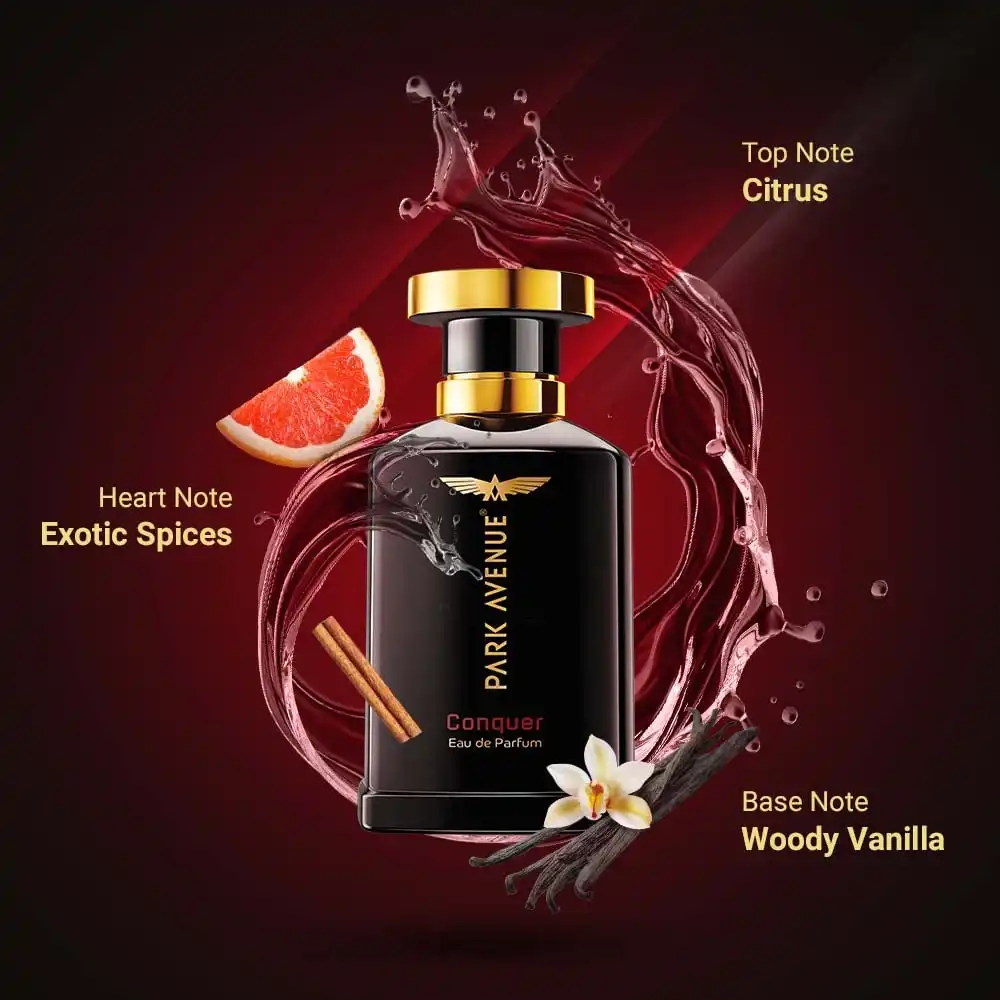 Top Note
Citrus
Heart Note
Exotic Spices
PARK AVENUE®
Conquer
Eau de Parfum
Base Note
Woody Vanilla